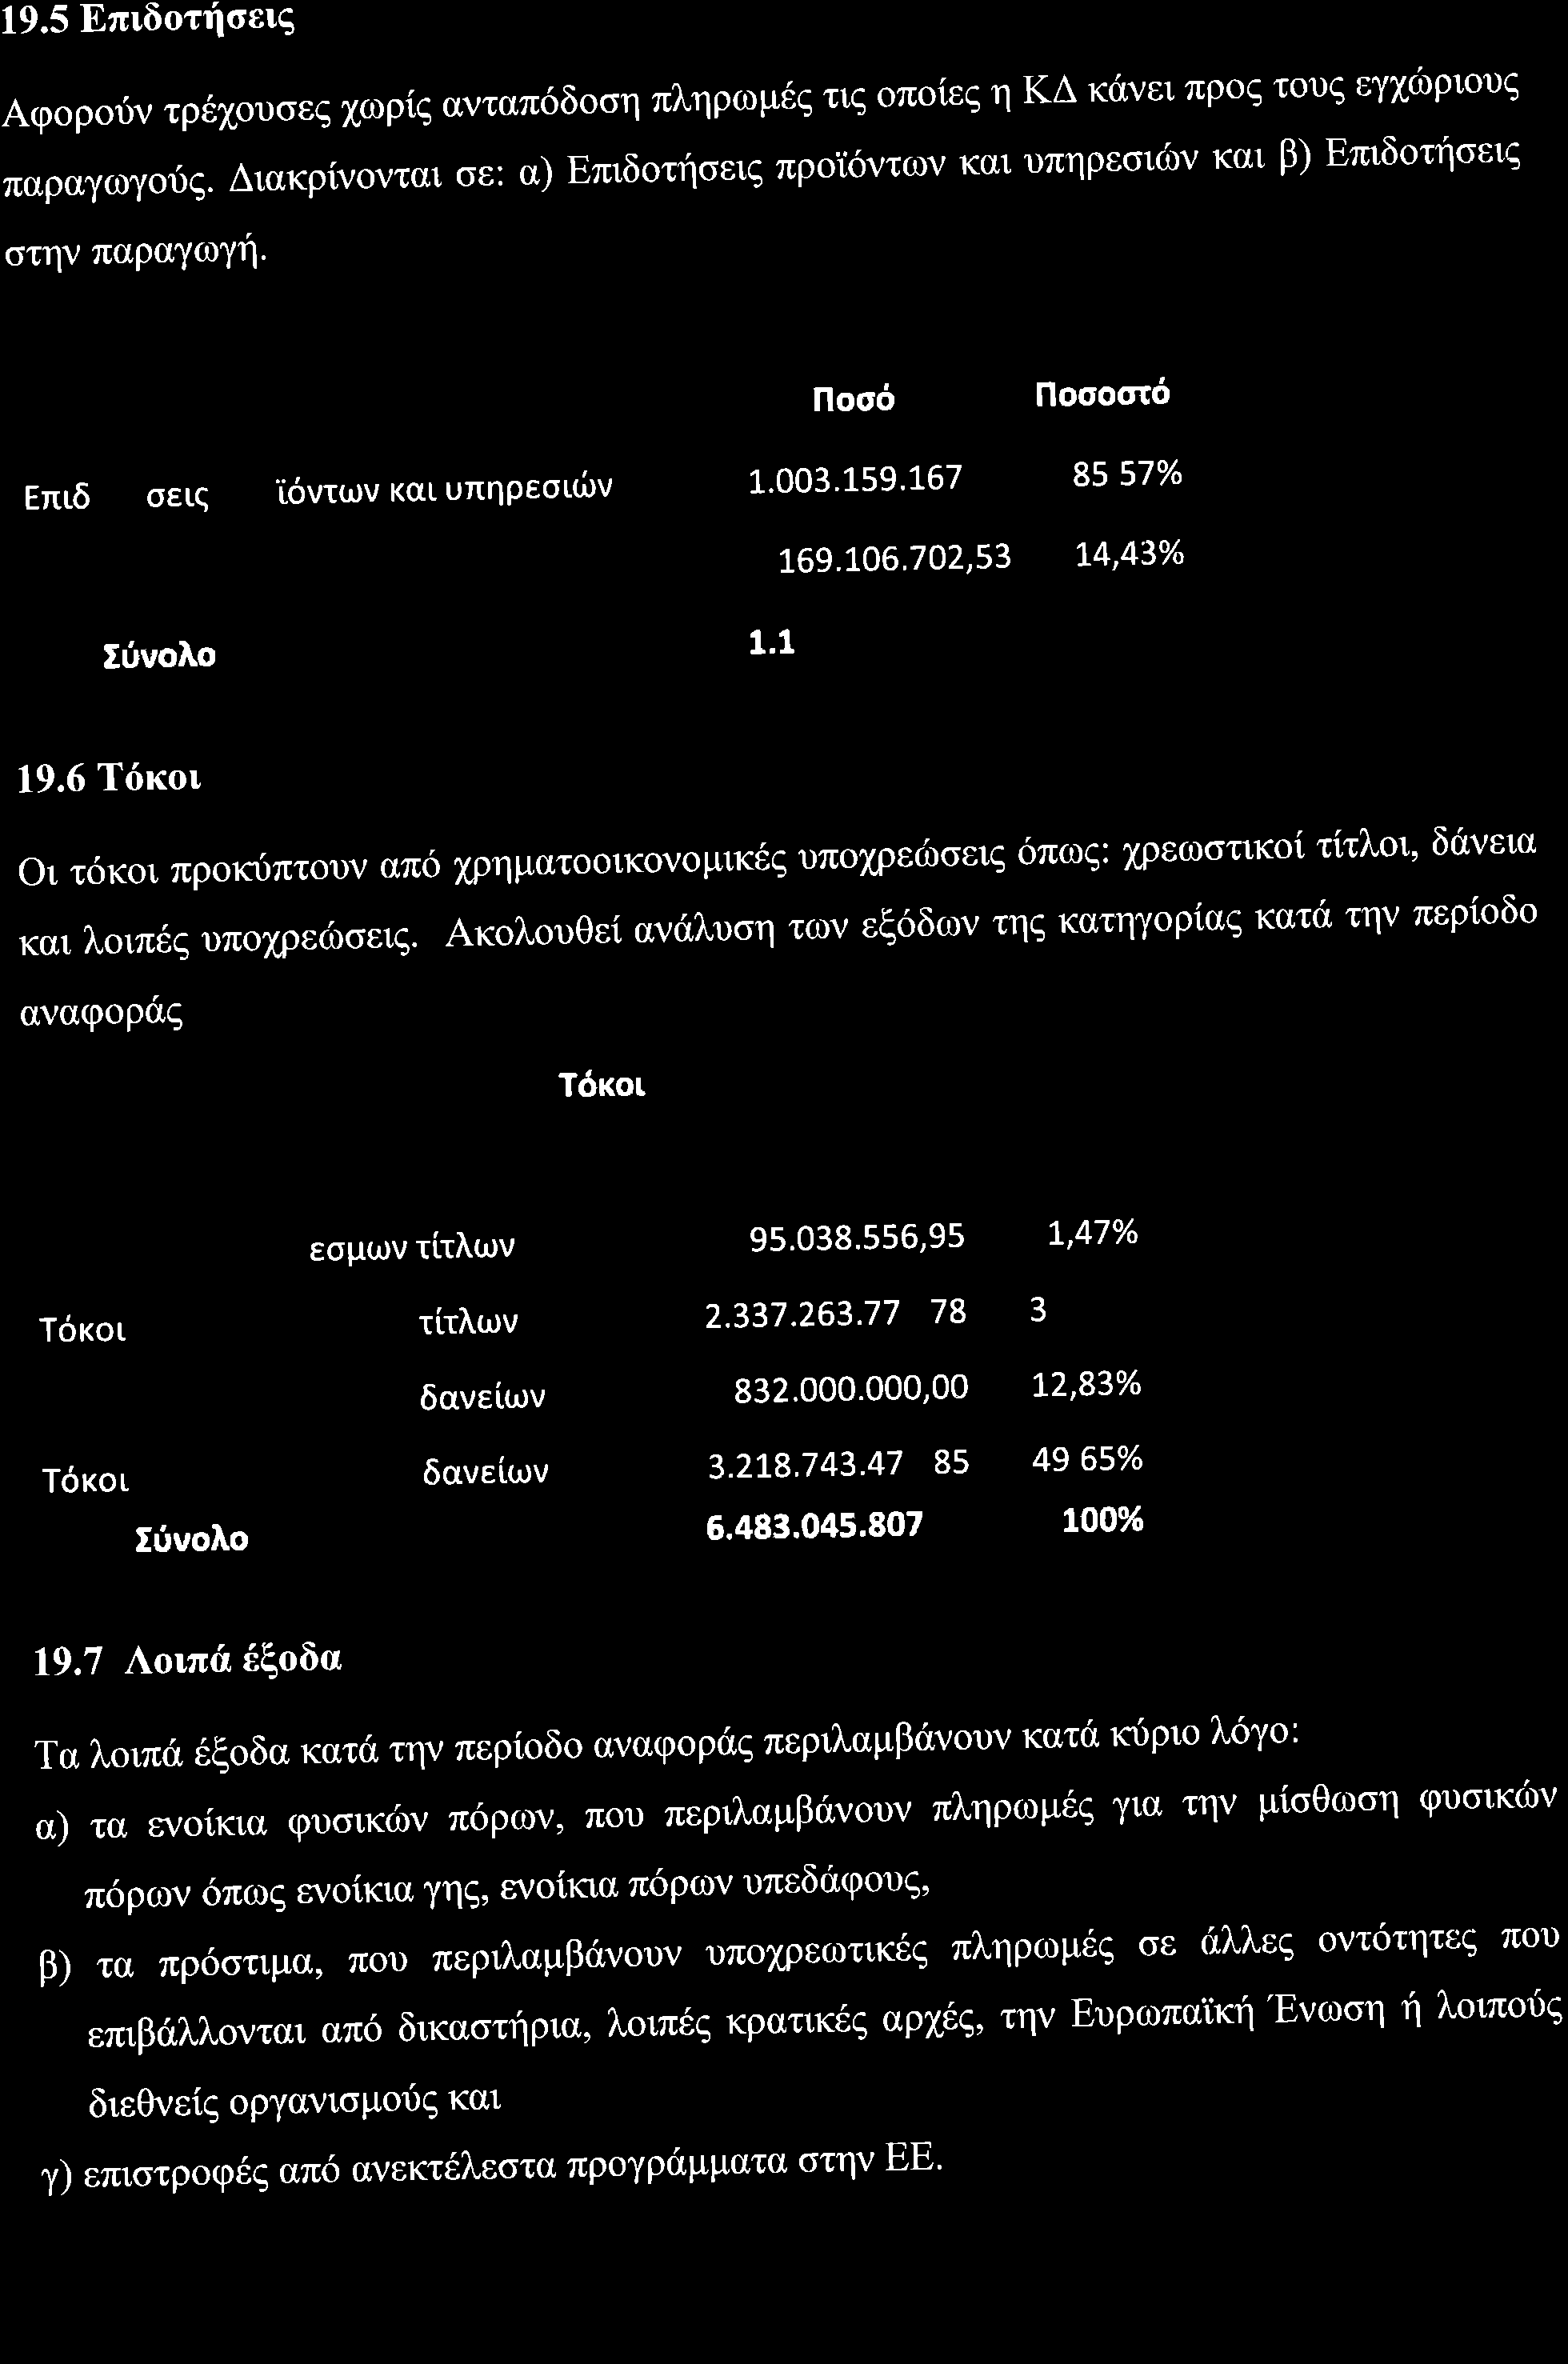 19.5 Επιδοτήσεις
Αφορούν τρέχουσες χωρίς ανταπόδοση πληρωμές τις οποίες η ΚΔ κάνει προς τους εγχώριους
παραγωγούς. Διακρίνονται σε: α) Επιδοτήσεις προϊόντων και υπηρεσιών και β) Επιδοτήσεις
στην παραγωγή.
Ποσό Ποσοστό
Επιδ σεις ϊόντων και υπηρεσιών 1.003.159.167 85 57%
169.106.702,53 14,43%
Σύνολο 1.1
19.6 Τόκοι
Οι τόκοι προκύπτουν από χρηματοοικονομικές υποχρεώσεις όπως: χρεωστικοί τίτλοι, δάνεια
και λοιπές υποχρεώσεις. Ακολουθεί ανάλυση των εξόδων της κατηγορίας κατά την περίοδο
αναφοράς
Τόκοι
εσμων τίτλων 95.038.556,95 1,47%
Τόκοι τίτλων 2.337.263.77 78 3
δανείων 832.000.000,00 12,83%
Τόκοι δανείων 3.218.743.47 85 49 65%
Σύνολο 6.483.045.807 100%
19.7 Λοιπά έξοδα
Τα λοιπά έξοδα κατά την περίοδο αναφοράς περιλαμβάνουν κατά κύριο λόγο:
α) τα ενοίκια φυσικών πόρων, που περιλαμβάνουν πληρωμές για την μίσθωση φυσικών
πόρων όπως ενοίκια γης, ενοίκια πόρων υπεδάφους,
β) τα πρόστιμα, που περιλαμβάνουν υποχρεωτικές πληρωμές σε άλλες οντότητες που
επιβάλλονται από δικαστήρια, λοιπές κρατικές αρχές, την Ευρωπαϊκή Ένωση ή λοιπούς
διεθνείς οργανισμούς και
γ) επιστροφές από ανεκτέλεστα προγράμματα στην ΕΕ.